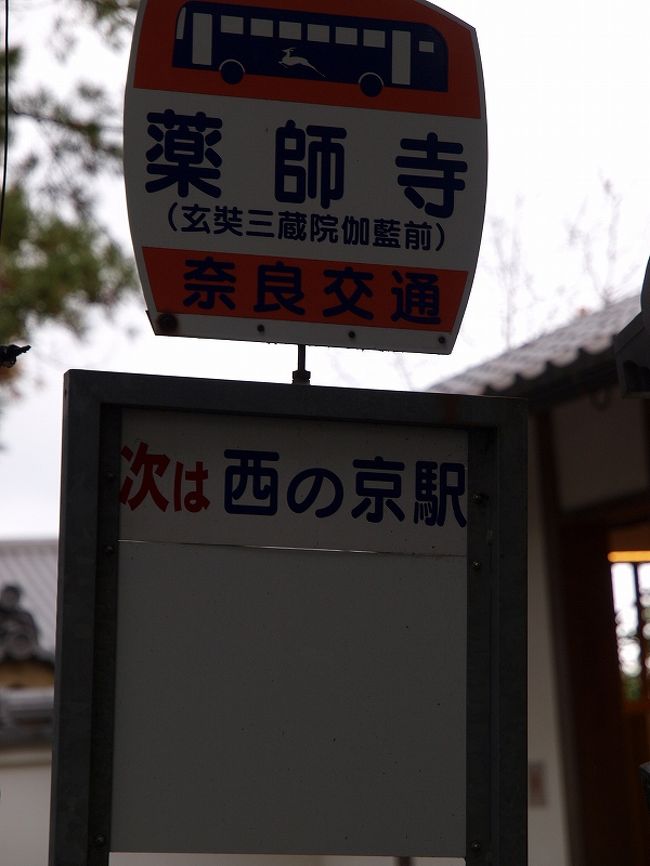 薬師寺
(玄奘三蔵院伽藍前)
奈良交通
次は 西の京駅